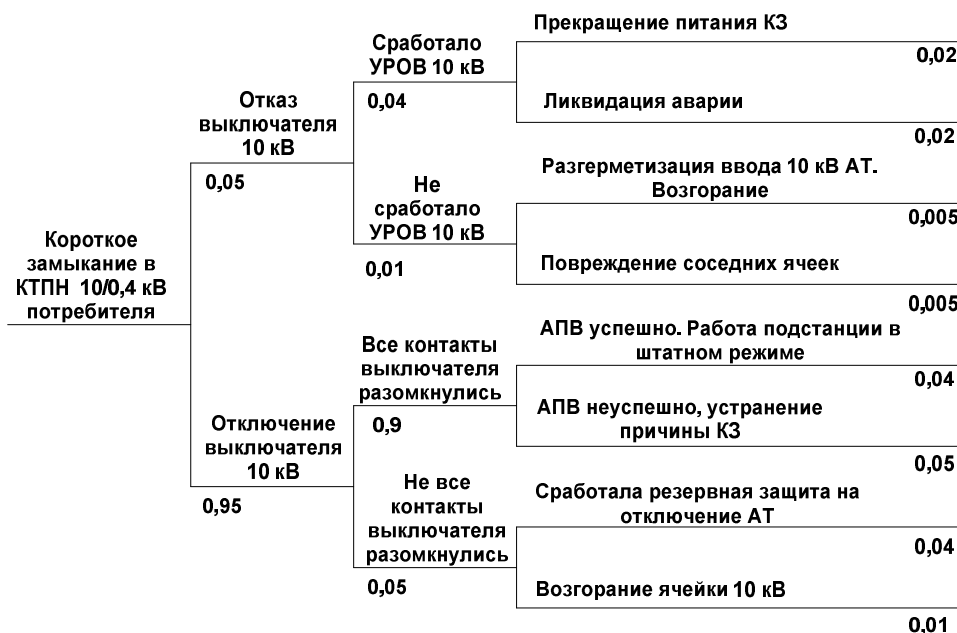 Прекращение питания КЗ
0,02
Сработало
УРОВ 10 кВ
0,04
Ликвидация аварии
0,02
Отказ
выключателя
10 кВ
0,05
Разгерметизация ввода 10 кВ АТ.
Возгорание
0,005
Не
сработало
УРОВ 10 кВ
0,01
Повреждение соседних ячеек
0,005
Короткое
замыкание в
КТПН 10/0,4 кВ
потребителя
АПВ успешно. Работа подстанции в
штатном режиме
0,04
Все контакты
выключателя
разомкнулись
0,9
АПВ неуспешно, устранение
причины КЗ
0,05
Отключение
выключателя
10 кВ
0,95
Сработала резервная защита на
отключение АТ
0,04
Не все
контакты
выключателя
разомкнулись
0,05
Возгорание ячейки 10 кВ
0,01